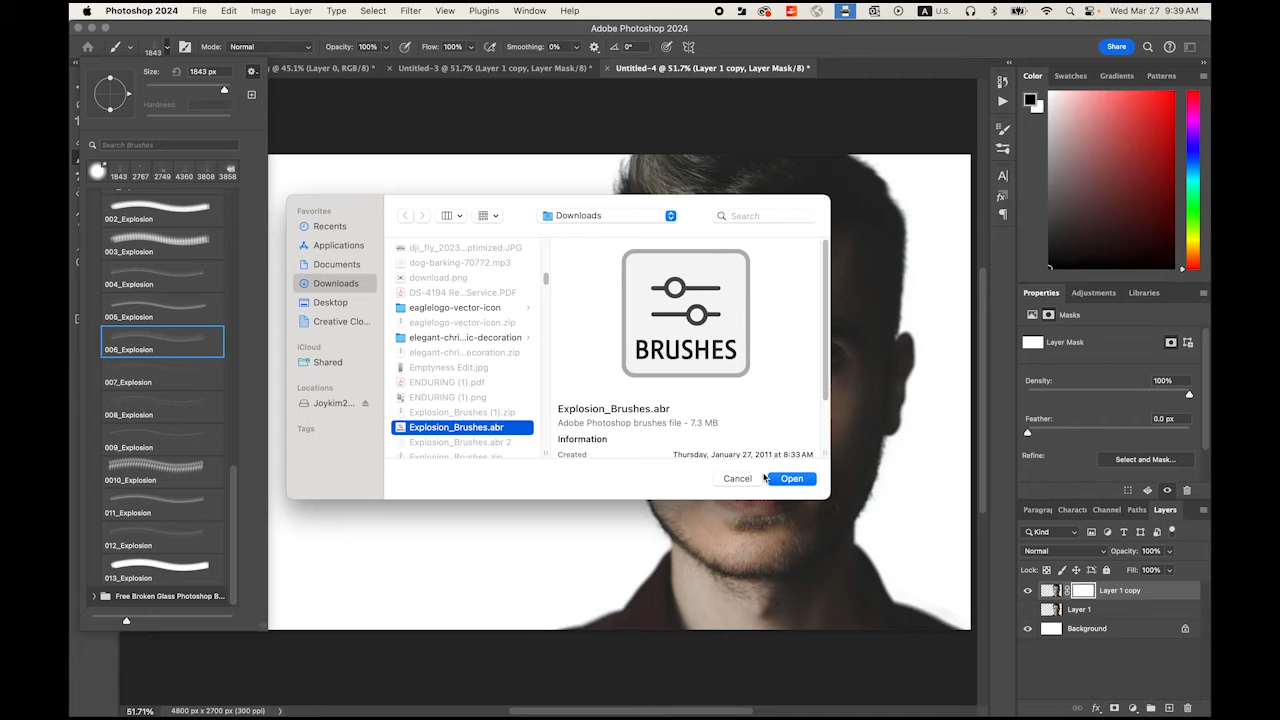 Photoshop 2024 File Edit Image Layer Type Select Filter View Plugins Window Help U.S. Wed Mar 27 9:39 AM
Adobe Photoshop 2024
1843 Mode: Normal Opacity: 100% Flow: 100% Smoothing: 0% 0° Share
@ 45.1% (Layer 0, RGB/8) * × Untitled-3 @ 51.7% (Layer 1 copy, Layer Mask/8) * × Untitled-4 @ 51.7% (Layer 1 copy, Layer Mask/8) *
Size: 1843 px
Hardness:
Search Brushes
1843 2767 2749 4360 3808 3858
002_Explosion
003_Explosion
004_Explosion
005_Explosion
006_Explosion
007_Explosion
008_Explosion
009_Explosion
0010_Explosion
011_Explosion
012_Explosion
013_Explosion
Free Broken Glass Photoshop B...
Favorites
Recents
Applications
Documents
Downloads
Desktop
Creative Clo...
iCloud
Shared
Locations
Joykim2...
Tags
Downloads
Search
dji_fly_2023...ptimized.JPG
dog-barking-70772.mp3
download.png
DS-4194 Re...Service.PDF
eaglelogo-vector-icon
eaglelogo-vector-icon.zip
elegant-chri...ic-decoration
elegant-chri...ecoration.zip
Emptyness Edit.jpg
ENDURING (1).pdf
ENDURING (1).png
Explosion_Brushes (1).zip
Explosion_Brushes.abr
Explosion_Brushes.abr 2
Explosion_Brushes.zip
BRUSHES
Explosion_Brushes.abr
Adobe Photoshop brushes file - 7.3 MB
Information
Created Thursday, January 27, 2011 at 8:33 AM
Cancel Open
Color Swatches Gradients Patterns
Properties Adjustments Libraries
Masks
Layer Mask
Density: 100%
Feather: 0.0 px
Refine: Select and Mask...
Paragraph Character Channel Paths Layers
Kind
Normal Opacity: 100%
Lock: Fill: 100%
Layer 1 copy
Layer 1
Background
51.71% 4800 px x 2700 px (300 ppi)